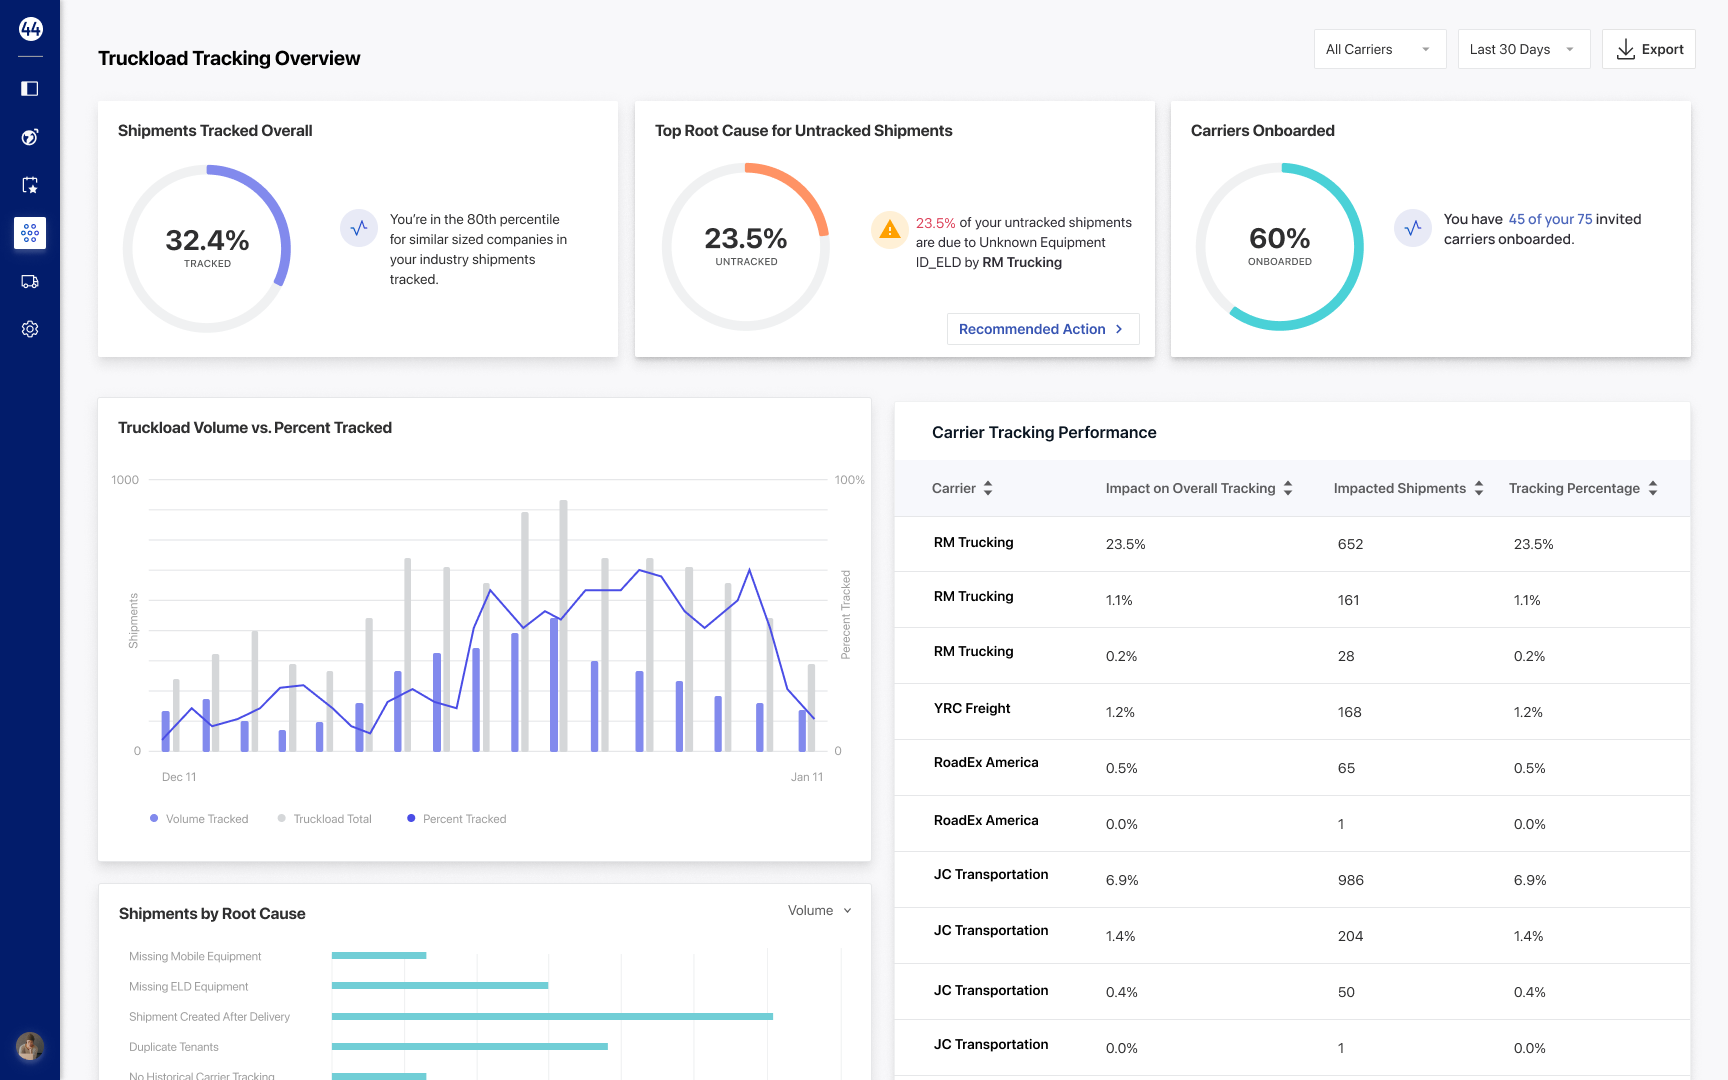 44
Truckload Tracking Overview
All Carriers
Last 30 Days
Export
Shipments Tracked Overall
32.4%
TRACKED
You're in the 80th percentile
for similar sized companies in
your industry shipments
tracked.
Top Root Cause for Untracked Shipments
23.5%
UNTRACKED
23.5% of your untracked shipments
are due to Unknown Equipment
ID_ELD by RM Trucking
Recommended Action
Carriers Onboarded
60%
ONBOARDED
You have 45 of your 75 invited
carriers onboarded.
Truckload Volume vs. Percent Tracked
1000
100%
Shipments
Perecent Tracked
0
0
Dec 11
Jan 11
Volume Tracked
Truckload Total
Percent Tracked
Shipments by Root Cause
Volume
Missing Mobile Equipment
Missing ELD Equipment
Shipment Created After Delivery
Duplicate Tenants
No Historical Carrier Tracking
Carrier Tracking Performance
Carrier Impact on Overall Tracking Impacted Shipments Tracking Percentage
RM Trucking 23.5% 652 23.5%
RM Trucking 1.1% 161 1.1%
RM Trucking 0.2% 28 0.2%
YRC Freight 1.2% 168 1.2%
RoadEx America 0.5% 65 0.5%
RoadEx America 0.0% 1 0.0%
JC Transportation 6.9% 986 6.9%
JC Transportation 1.4% 204 1.4%
JC Transportation 0.4% 50 0.4%
JC Transportation 0.0% 1 0.0%